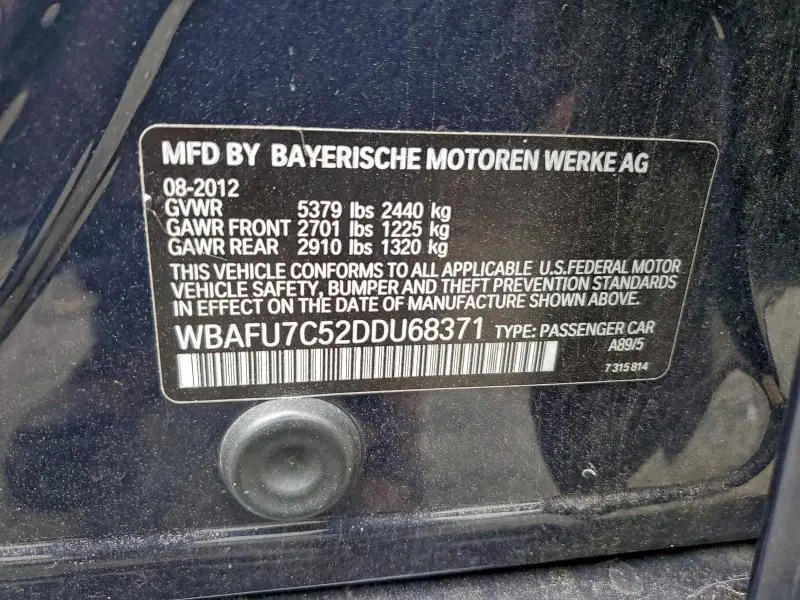 MFD BY BAYERISCHE MOTOREN WERKE AG
08-2012
GVWR 5379 lbs 2440 kg
GAWR FRONT 2701 lbs 1225 kg
GAWR REAR 2910 lbs 1320 kg
THIS VEHICLE CONFORMS TO ALL APPLICABLE U.S.FEDERAL MOTOR
VEHICLE SAFETY, BUMPER AND THEFT PREVENTION STANDARDS
IN EFFECT ON THE DATE OF MANUFACTURE SHOWN ABOVE.
WBAFU7C52DDU68371 TYPE: PASSENGER CAR
A89/5
7 315 814